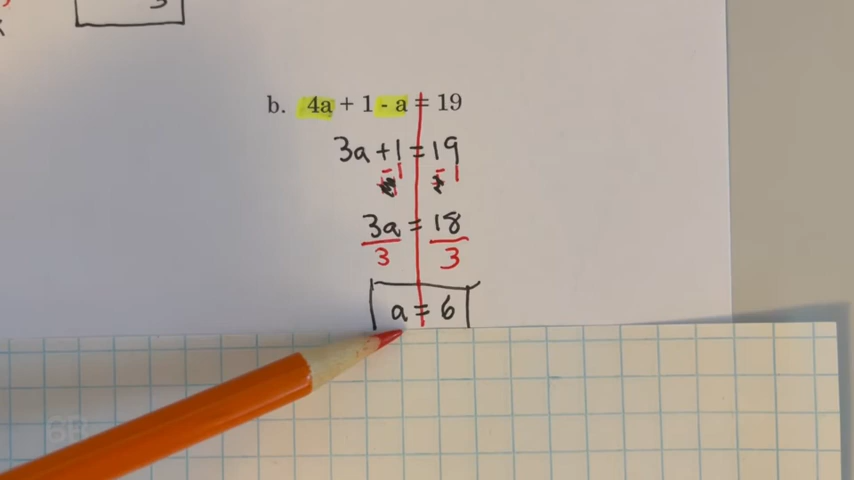 b. 4a + 1 - a = 19
3a + 1 = 19
-1 -1
3a = 18
3 3
a = 6